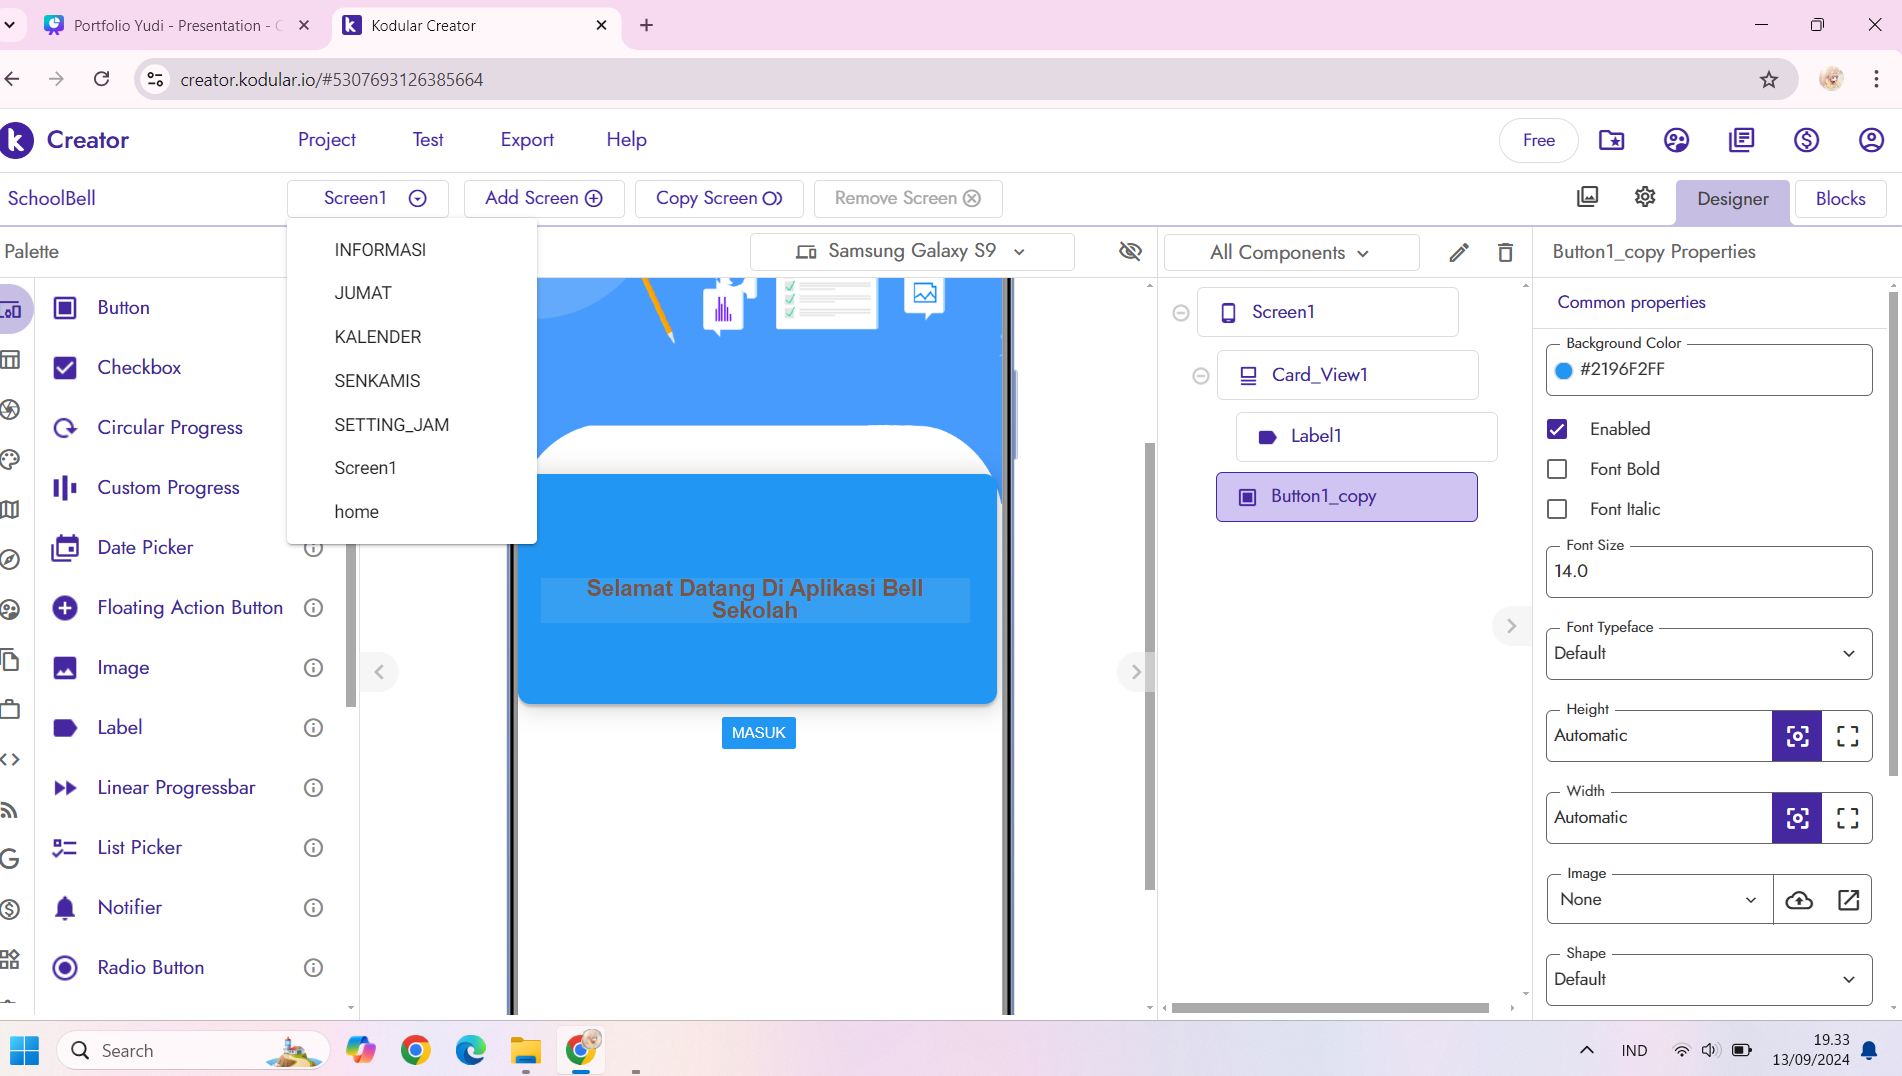 Portfolio Yudi - Presentation -
Kodular Creator
creator.kodular.io/#5307693126385664
Creator
Project
Test
Export
Help
Free
SchoolBell
Screen1
Add Screen
Copy Screen
Remove Screen
Designer
Blocks
Palette
Button
Checkbox
Circular Progress
Custom Progress
Date Picker
Floating Action Button
Image
Label
Linear Progressbar
List Picker
Notifier
Radio Button
INFORMASI
JUMAT
KALENDER
SENKAMIS
SETTING_JAM
Screen1
home
Samsung Galaxy S9
Selamat Datang Di Aplikasi Bell
Sekolah
MASUK
All Components
Screen1
Card_View1
Label1
Button1_copy
Button1_copy Properties
Common properties
Background Color
#2196F2FF
Enabled
Font Bold
Font Italic
Font Size
14.0
Font Typeface
Default
Height
Automatic
Width
Automatic
Image
None
Shape
Default
Search
IND
19.33
13/09/2024